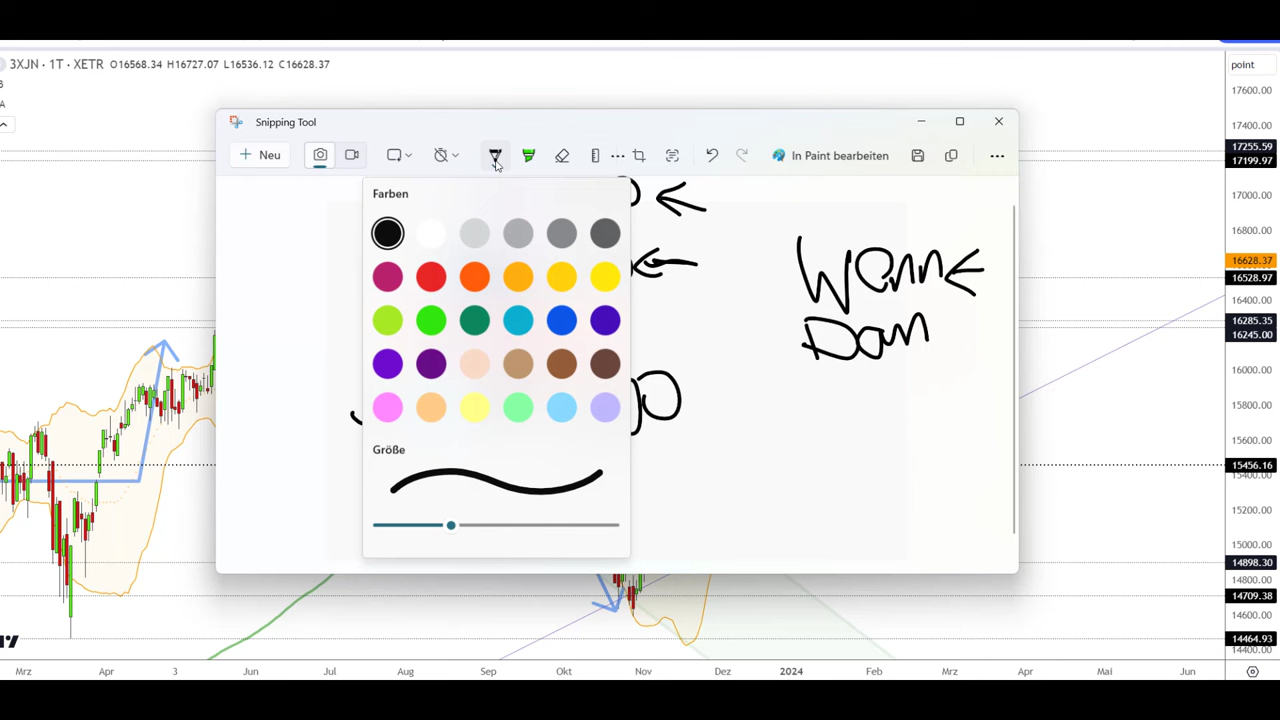 3XJN · 1T · XETR O16568.34 H16727.07 L16536.12 C16628.37
point
B
A
Snipping Tool
Neu
In Paint bearbeiten
Farben
Größe
Wann
Dan
go
17600.00
17400.00
17255.59
17199.97
17000.00
16800.00
16628.37
16528.97
16400.00
16285.35
16245.00
16000.00
15800.00
15600.00
15456.16
15200.00
15000.00
14898.30
14800.00
14709.38
14600.00
14464.93
14400.00
Mrz Apr 3 Jun Jul Aug Sep Okt Nov Dez 2024 Feb Mrz Apr Mai Jun